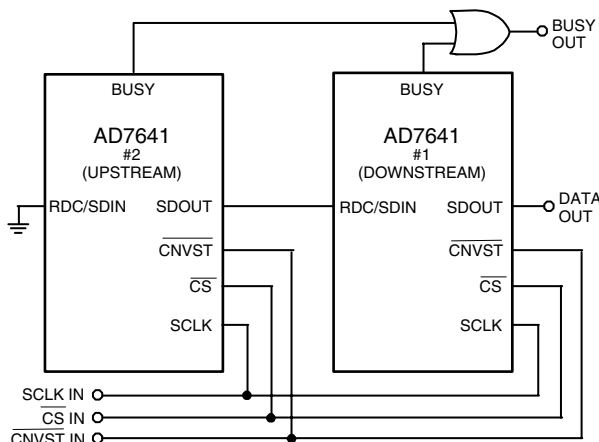 BUSY
OUT
BUSY
AD7641
#2
(UPSTREAM)
RDC/SDIN
SDOUT
CNVST
CS
SCLK
BUSY
AD7641
#1
(DOWNSTREAM)
RDC/SDIN
SDOUT
CNVST
CS
SCLK
DATA
OUT
SCLK IN
CS IN
CNVST IN